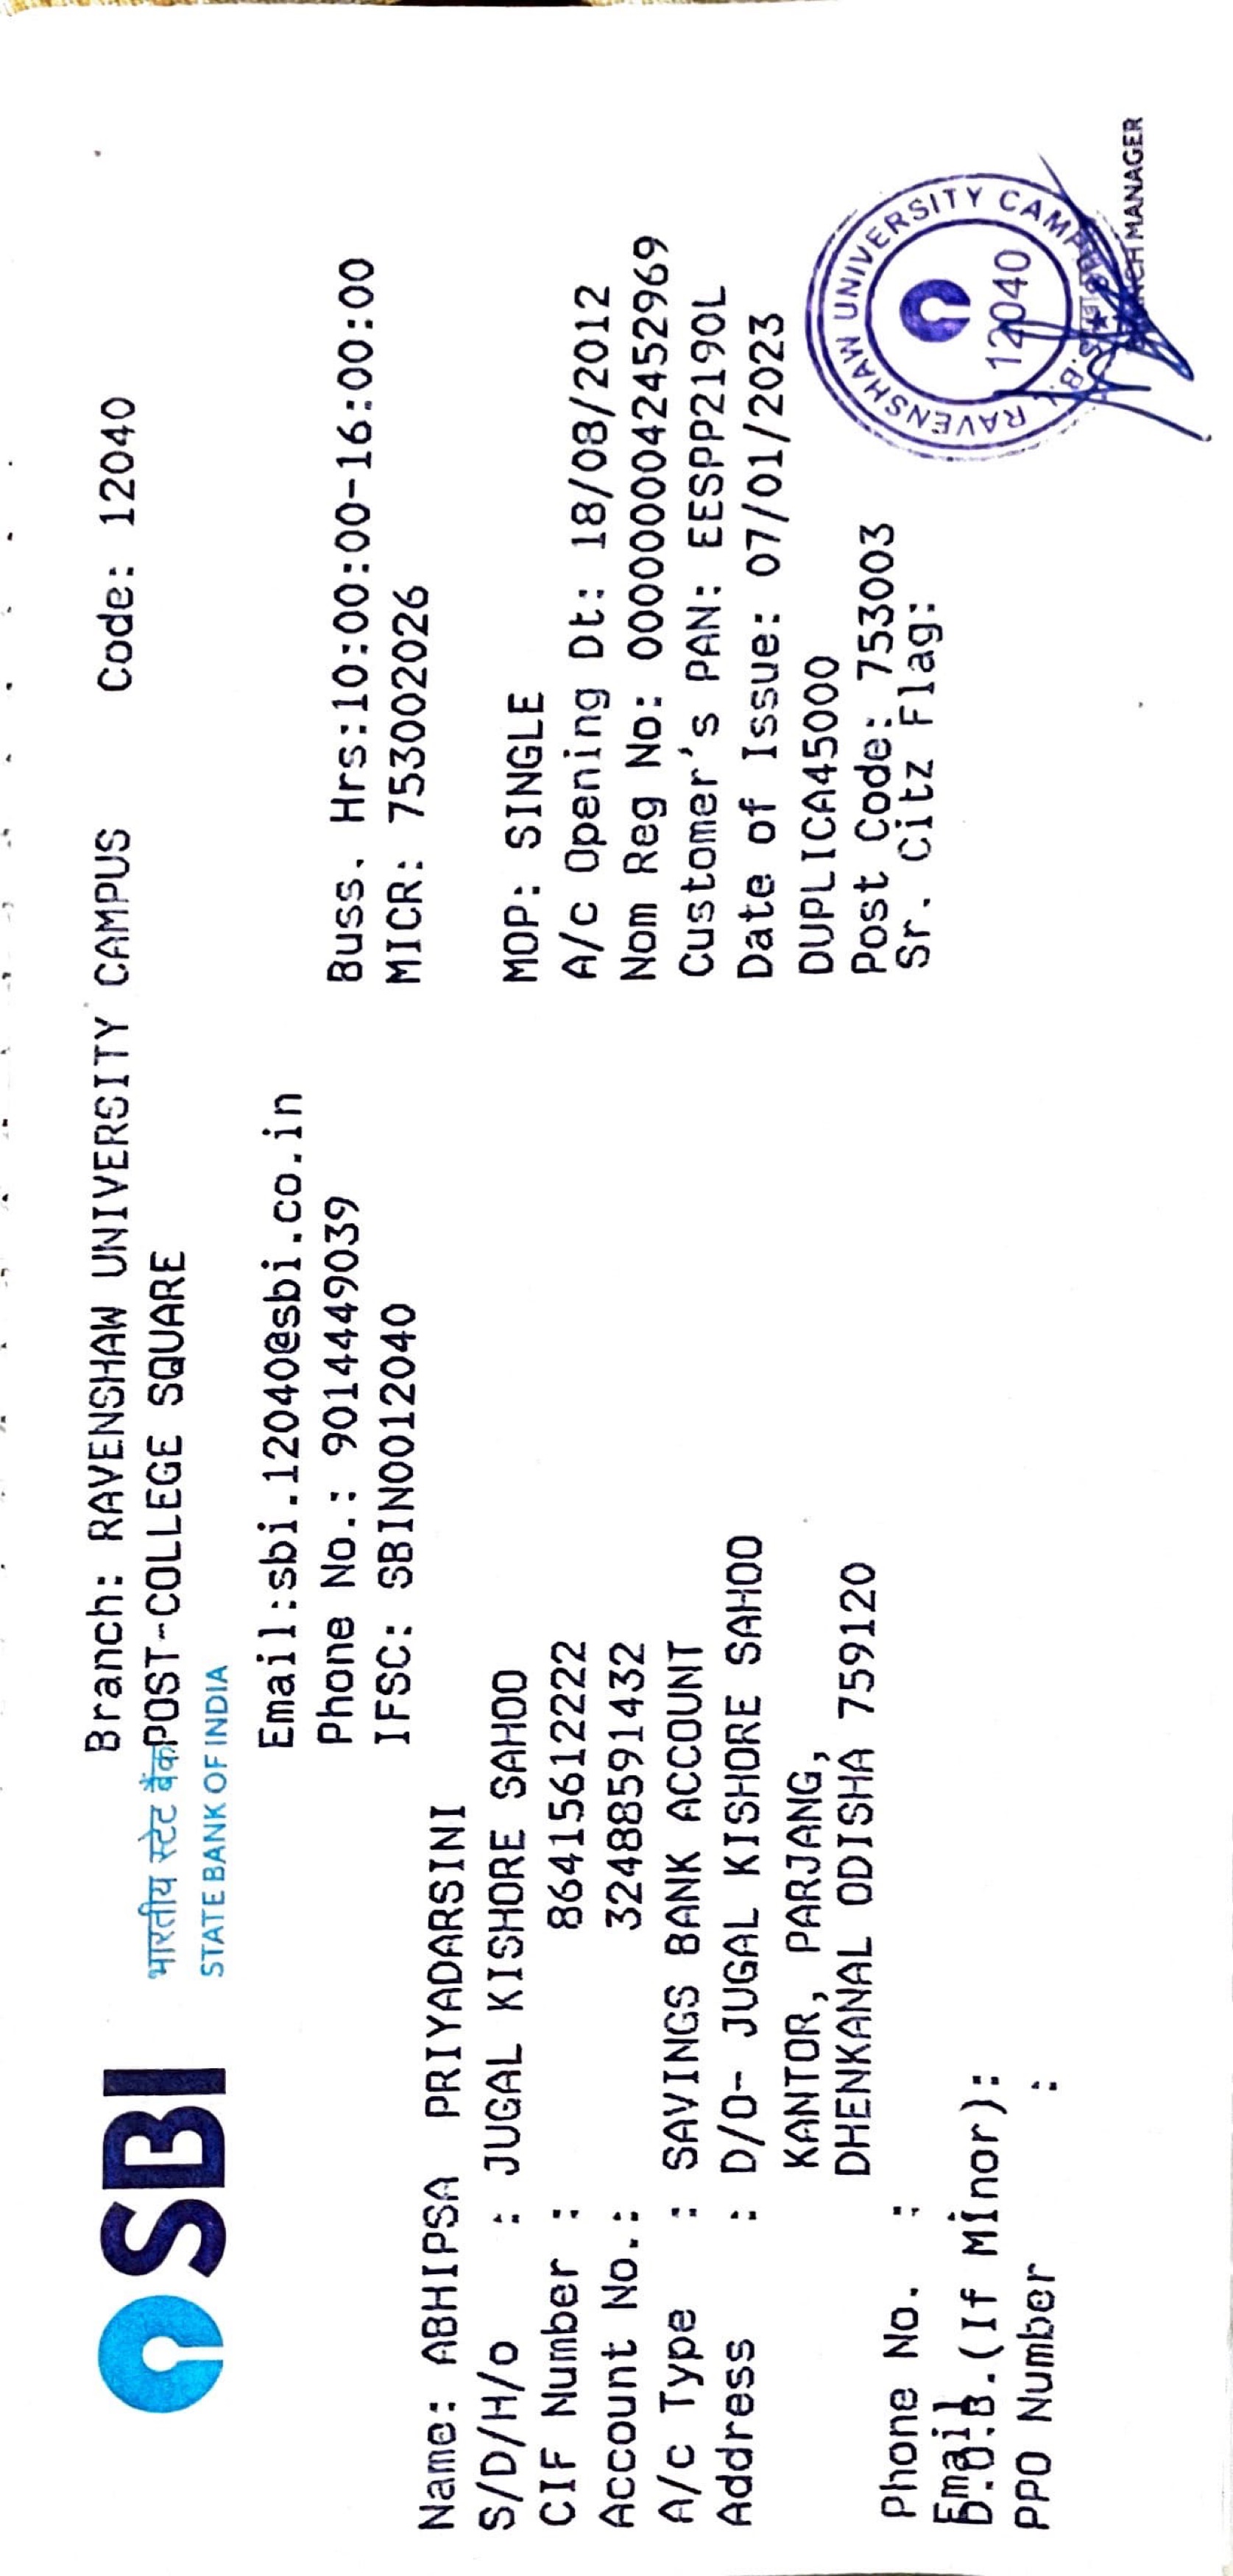 SBI
भारतीय स्टेट बैंक
STATE BANK OF INDIA
Branch: RAVENSHAW UNIVERSITY CAMPUS Code: 12040
POST-COLLEGE SQUARE
Email:sbi.12040@sbi.co.in
Phone No.: 9014449039 Buss. Hrs:10:00:00-16:00:00
IFSC: SBIN0012040 MICR: 753002026
Name: ABHIPSA PRIYADARSINI
S/D/H/o : JUGAL KISHORE SAHOO MOP: SINGLE
CIF Number : 86415612222 A/c Opening Dt: 18/08/2012
Account No.: 32488591432 Nom Reg No: 0000000042452969
A/c Type : SAVINGS BANK ACCOUNT Customer's PAN: EESPP2190L
Address : D/O- JUGAL KISHORE SAHOO Date of Issue: 07/01/2023
KANTOR, PARJANG, DUPLICA45000
DHENKANAL ODISHA 759120 Post Code: 753003
Phone No. : Sr. Citz Flag:
Email
D.O.B.(If Minor):
PPO Number :
RAVENSHAW UNIVERSITY CAMPUS
S.B.I.
12040
MANAGER